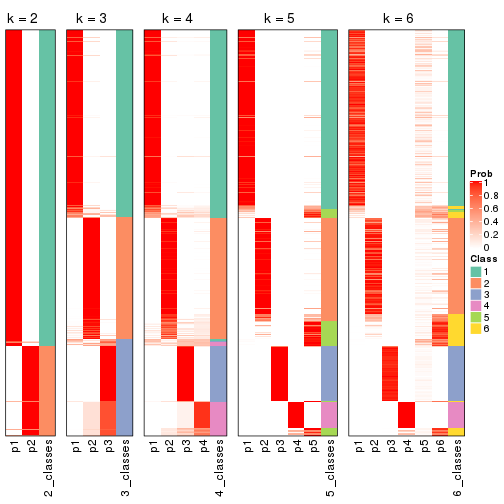 k = 2
k = 3
k = 4
k = 5
k = 6
Prob
1
0.8
0.6
0.4
0.2
0
Class
1
2
3
4
5
6
p1
p2
2_classes
p1
p2
p3
3_classes
p1
p2
p3
p4
4_classes
p1
p2
p3
p4
p5
5_classes
p1
p2
p3
p4
p5
p6
6_classes